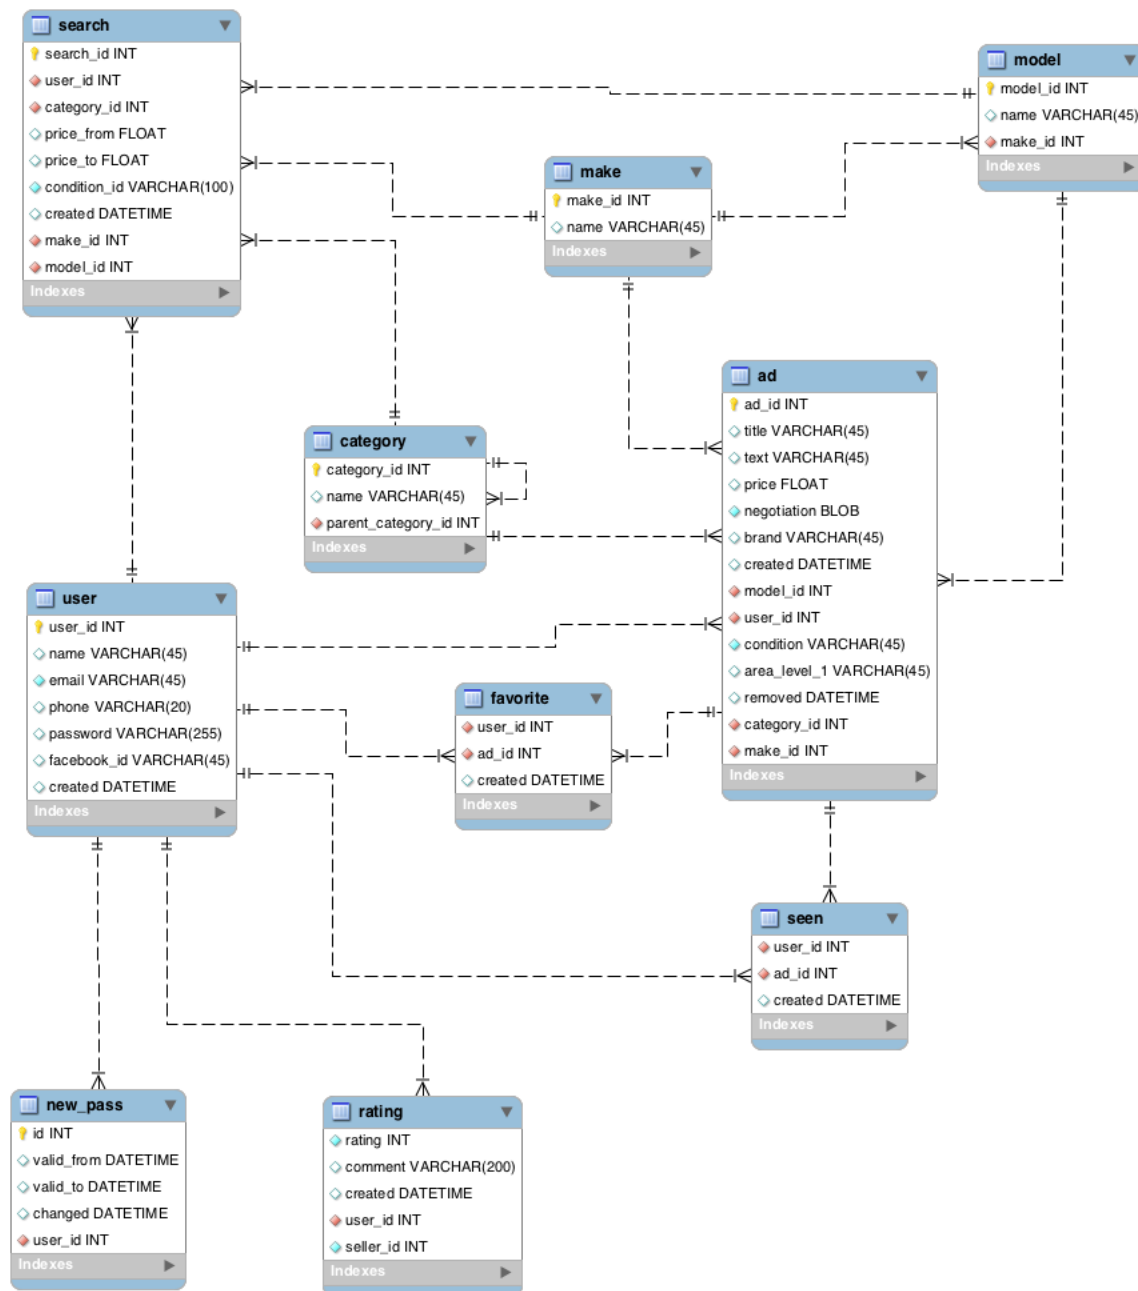 search
search_id INT
user_id INT
category_id INT
price_from FLOAT
price_to FLOAT
condition_id VARCHAR(100)
created DATETIME
make_id INT
model_id INT
Indexes
model
model_id INT
name VARCHAR(45)
make_id INT
Indexes
make
make_id INT
name VARCHAR(45)
Indexes
ad
ad_id INT
title VARCHAR(45)
text VARCHAR(45)
price FLOAT
negotiation BLOB
brand VARCHAR(45)
created DATETIME
model_id INT
user_id INT
condition VARCHAR(45)
area_level_1 VARCHAR(45)
removed DATETIME
category_id INT
make_id INT
Indexes
category
category_id INT
name VARCHAR(45)
parent_category_id INT
Indexes
user
user_id INT
name VARCHAR(45)
email VARCHAR(45)
phone VARCHAR(20)
password VARCHAR(255)
facebook_id VARCHAR(45)
created DATETIME
Indexes
favorite
user_id INT
ad_id INT
created DATETIME
Indexes
seen
user_id INT
ad_id INT
created DATETIME
Indexes
new_pass
id INT
valid_from DATETIME
valid_to DATETIME
changed DATETIME
user_id INT
Indexes
rating
rating INT
comment VARCHAR(200)
created DATETIME
user_id INT
seller_id INT
Indexes